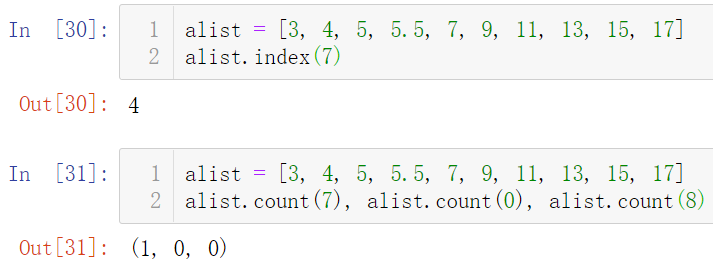 In [30]: 1 alist = [3, 4, 5, 5.5, 7, 9, 11, 13, 15, 17]
2 alist.index(7)
Out[30]: 4
In [31]: 1 alist = [3, 4, 5, 5.5, 7, 9, 11, 13, 15, 17]
2 alist.count(7), alist.count(0), alist.count(8)
Out[31]: (1, 0, 0)